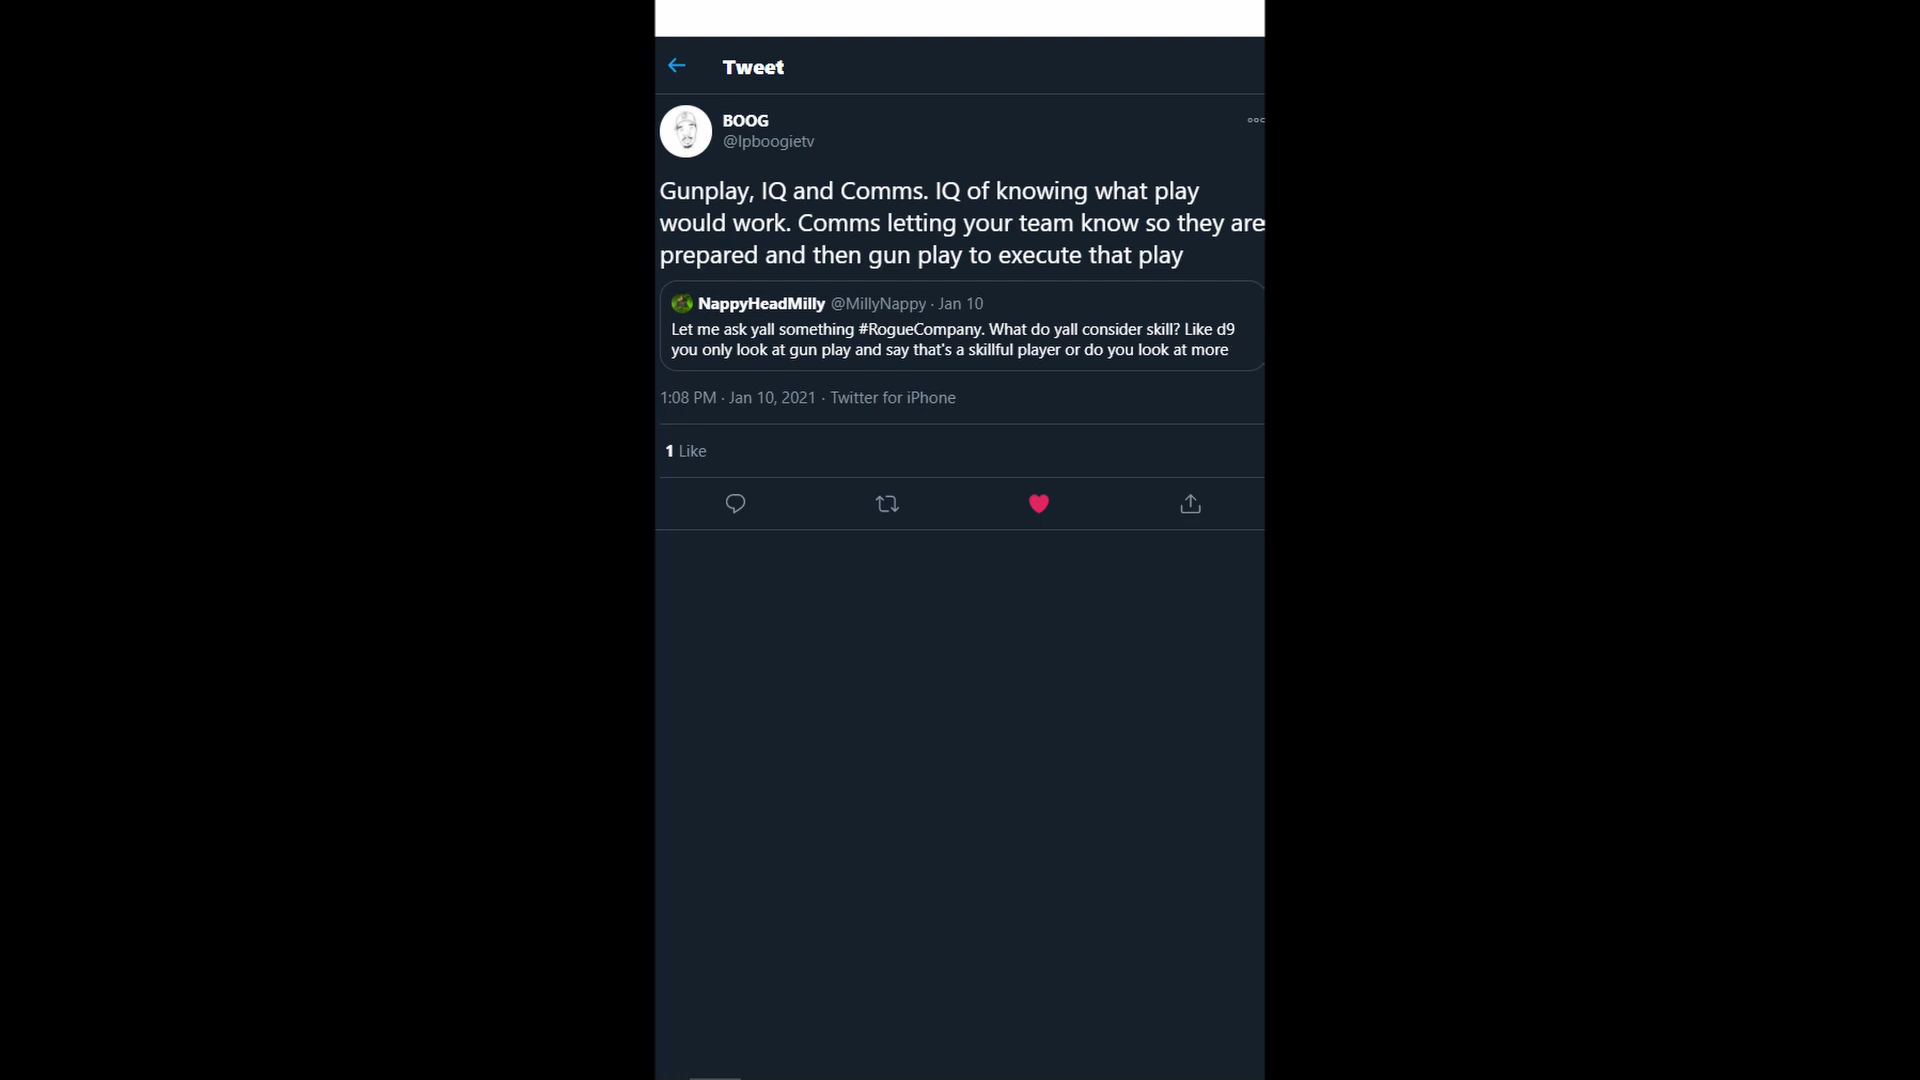 Tweet
BOOG
@lpboogietv
Gunplay, IQ and Comms. IQ of knowing what play
would work. Comms letting your team know so they are
prepared and then gun play to execute that play
NappyHeadMilly @MillyNappy · Jan 10
Let me ask yall something #RogueCompany. What do yall consider skill? Like d9
you only look at gun play and say that's a skillful player or do you look at more
1:08 PM · Jan 10, 2021 · Twitter for iPhone
1 Like